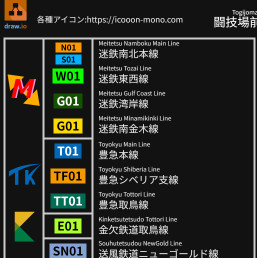 各種アイコン:https://icooon-mono.com
Togijoma
闘技場前
draw.io
N01
S01
Meitetsu Namboku Main Line
迷鉄南北本線
W01
Meitetsu Tozai Line
迷鉄東西線
G01
Meitetsu Gulf Coast Line
迷鉄湾岸線
G01
Meitetsu Minamikinki Line
迷鉄南金木線
T01
Toyokyu Main Line
豊急本線
TF01
Toyokyu Shiberia Line
豊急シベリア支線
TT01
Toyokyu Tottori Line
豊急取鳥線
E01
Kinketsutetsudo Tottori Line
金欠鉄道取鳥線
SN01
Souhutetudou NewGold Line
送風鉄道ニューゴールド線
TK